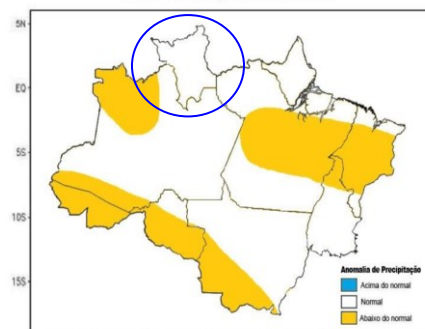 5N
EQ
5S
10S
15S
Anomalia de Precipitação
Acima do normal
Normal
Abaixo do normal